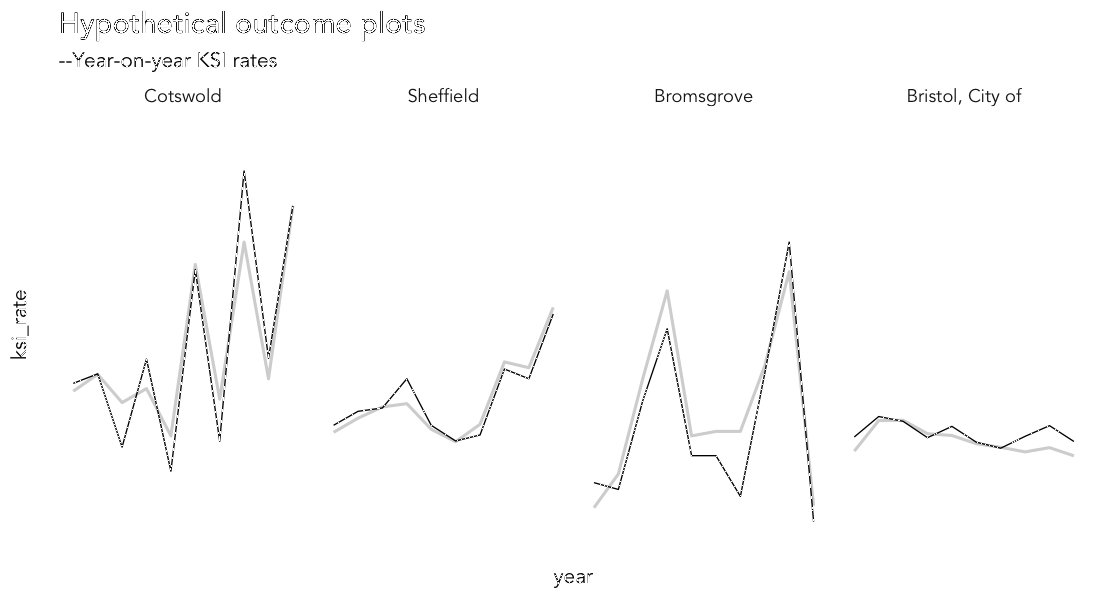 Hypothetical outcome plots
--Year-on-year KSI rates
Cotswold
Sheffield
Bromsgrove
Bristol, City of
ksi_rate
year